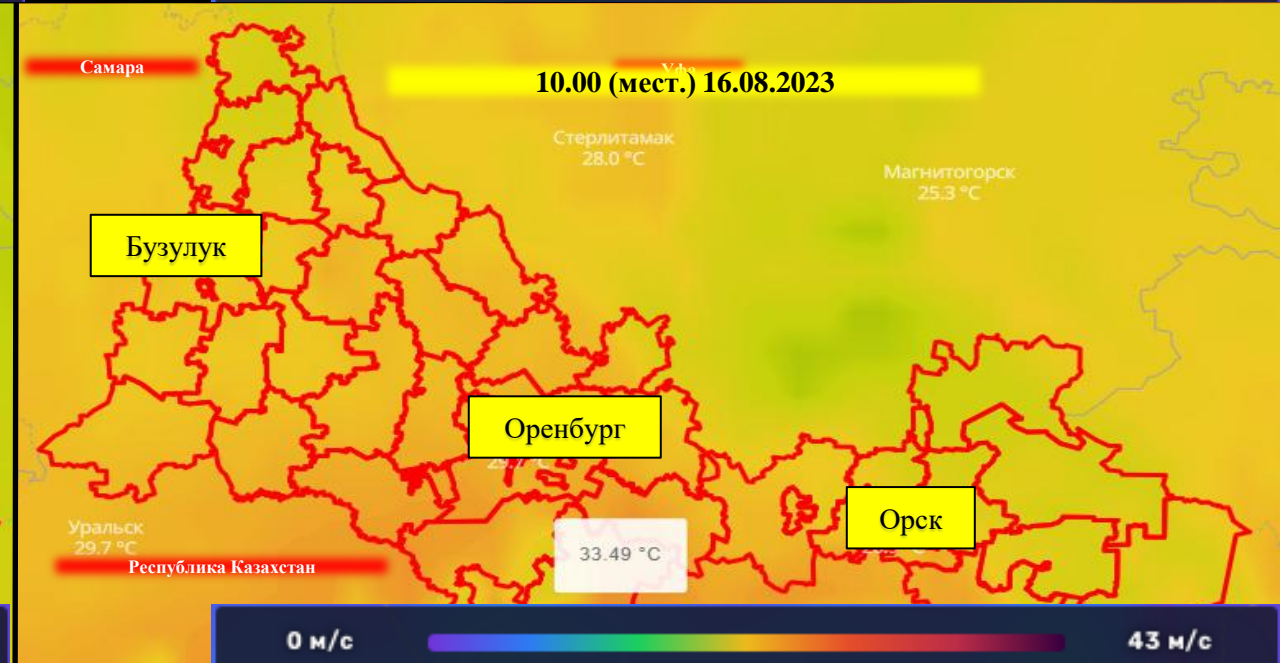 Самара
Уфа
10.00 (мест.) 16.08.2023
Стерлитамак
28.0 °C
Магнитогорск
25.3 °C
Бузулук
Оренбург
Орск
Уральск
29.7 °C
33.49 °C
Республика Казахстан
0 м/с
43 м/с